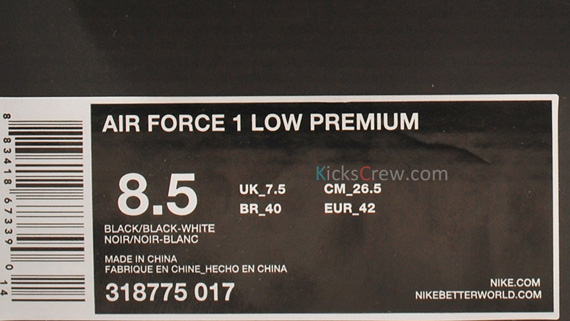 AIR FORCE 1 LOW PREMIUM
KicksCrew.com
8.5
UK_7.5 CM_26.5
BR_40 EUR_42
BLACK/BLACK-WHITE
NOIR/NOIR-BLANC
MADE IN CHINA
FABRIQUE EN CHINE_HECHO EN CHINA
318775 017
NIKE.COM
NIKEBETTERWORLD.COM
8 83418 67339 0 14